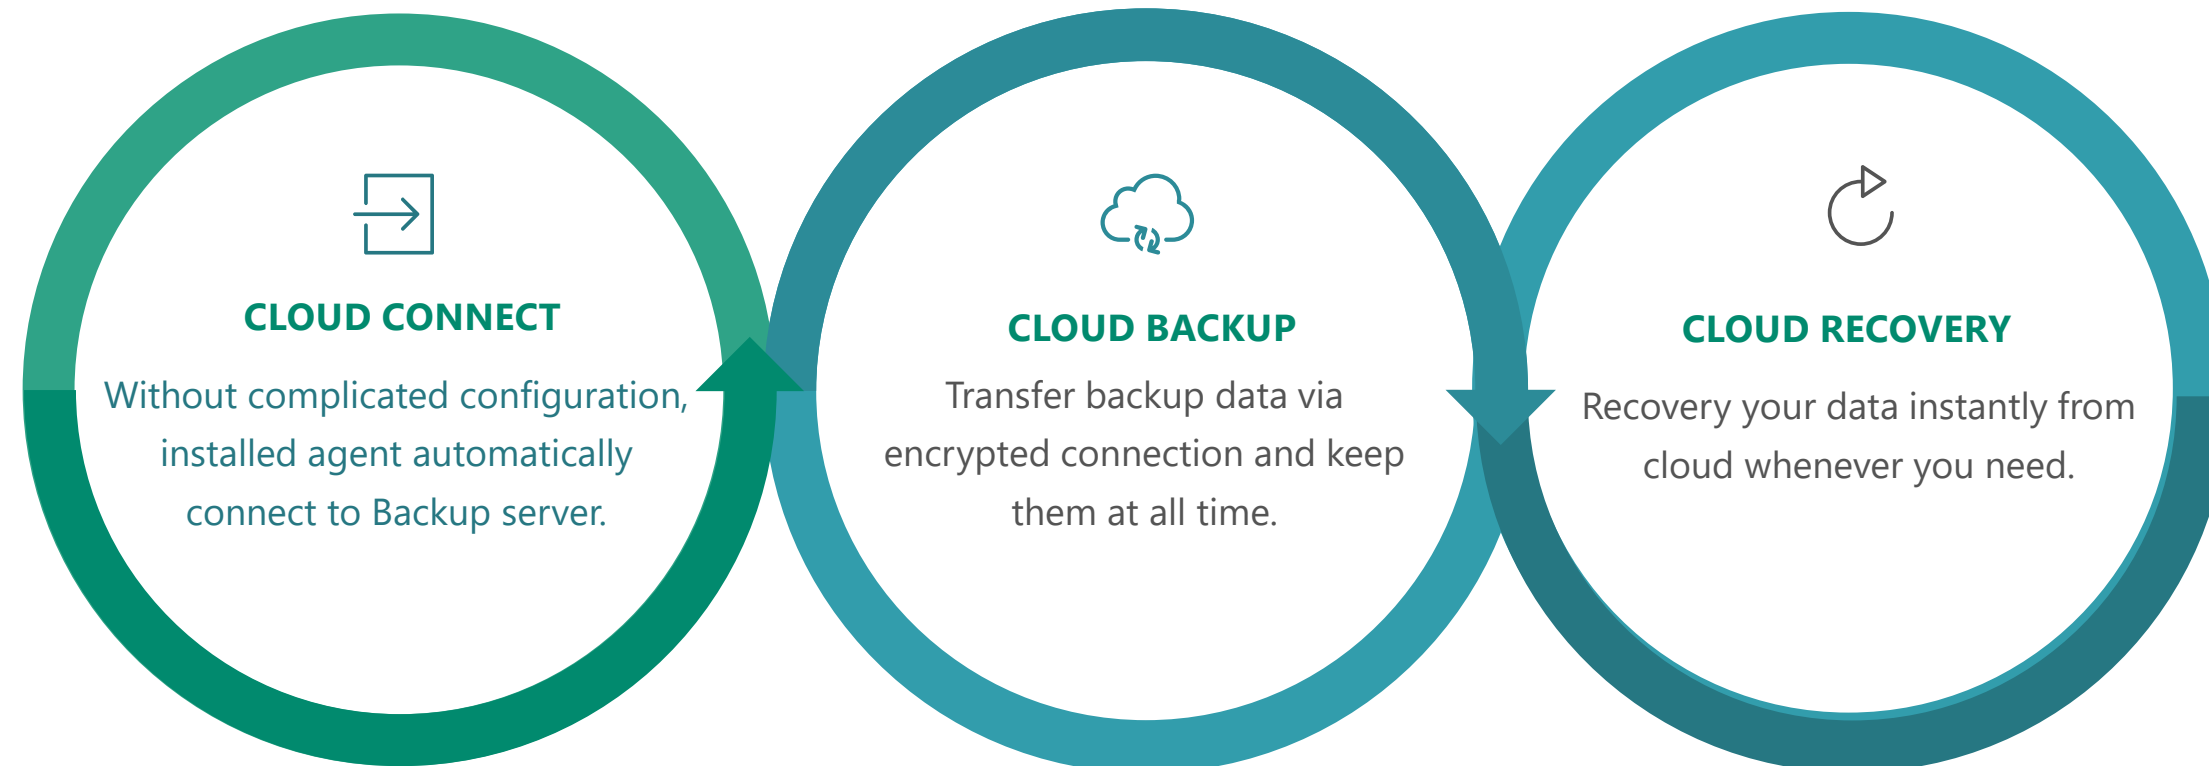 CLOUD CONNECT
Without complicated configuration,
installed agent automatically
connect to Backup server.
CLOUD BACKUP
Transfer backup data via
encrypted connection and keep
them at all time.
CLOUD RECOVERY
Recovery your data instantly from
cloud whenever you need.